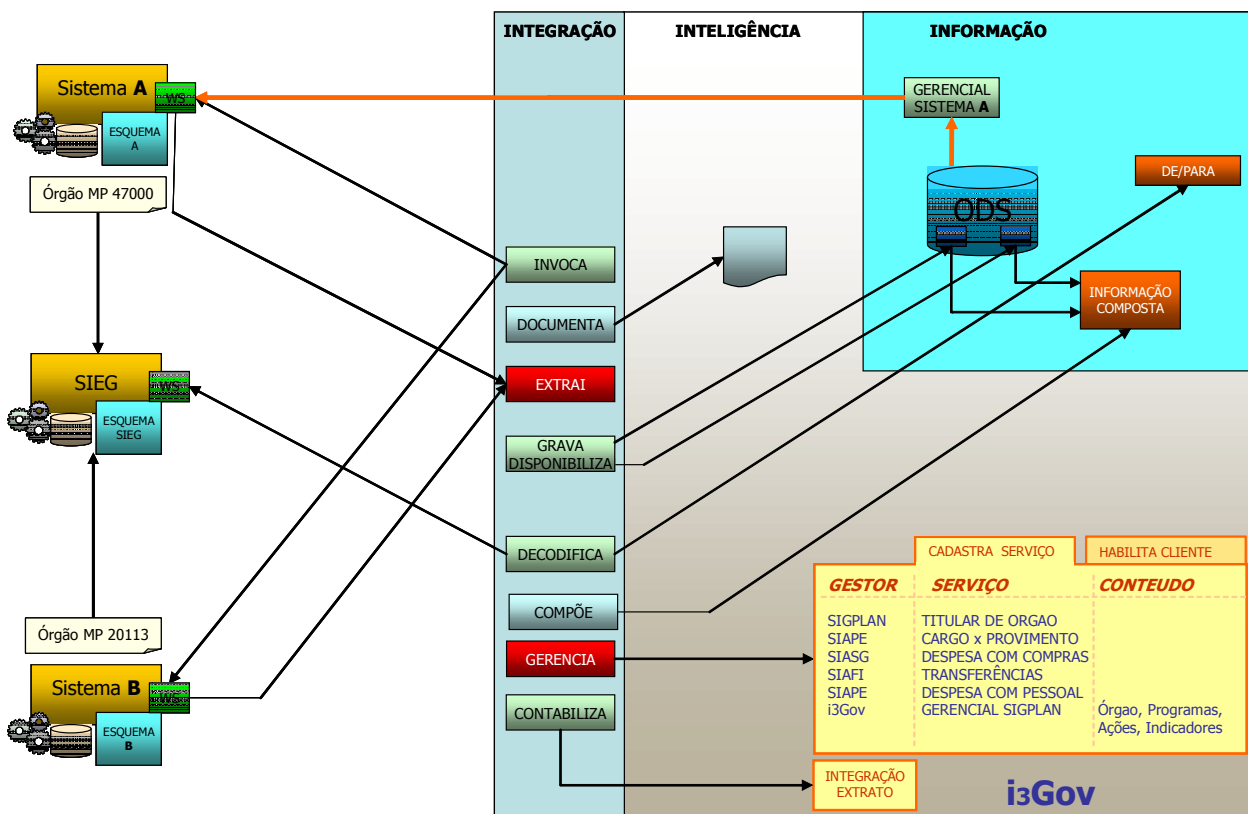 INTEGRAÇÃO
INTELIGÊNCIA
INFORMAÇÃO
Sistema A
WS
ESQUEMA
A
GERENCIAL
SISTEMA A
Órgão MP 47000
ODS
DE/PARA
INVOCA
INFORMAÇÃO
COMPOSTA
DOCUMENTA
SIEG
WS
ESQUEMA
SIEG
EXTRAI
GRAVA
DISPONIBILIZA
DECODIFICA
COMPÕE
GERENCIA
CONTABILIZA
Órgão MP 20113
Sistema B
WS
ESQUEMA
B
CADASTRA SERVIÇO
HABILITA CLIENTE
GESTOR SERVIÇO CONTEUDO
SIGPLAN TITULAR DE ORGAO
SIAPE CARGO x PROVIMENTO
SIASG DESPESA COM COMPRAS
SIAFI TRANSFERÊNCIAS
SIAPE DESPESA COM PESSOAL
i3Gov GERENCIAL SIGPLAN Órgao, Programas,
Ações, Indicadores
INTEGRAÇÃO
EXTRATO
i3Gov